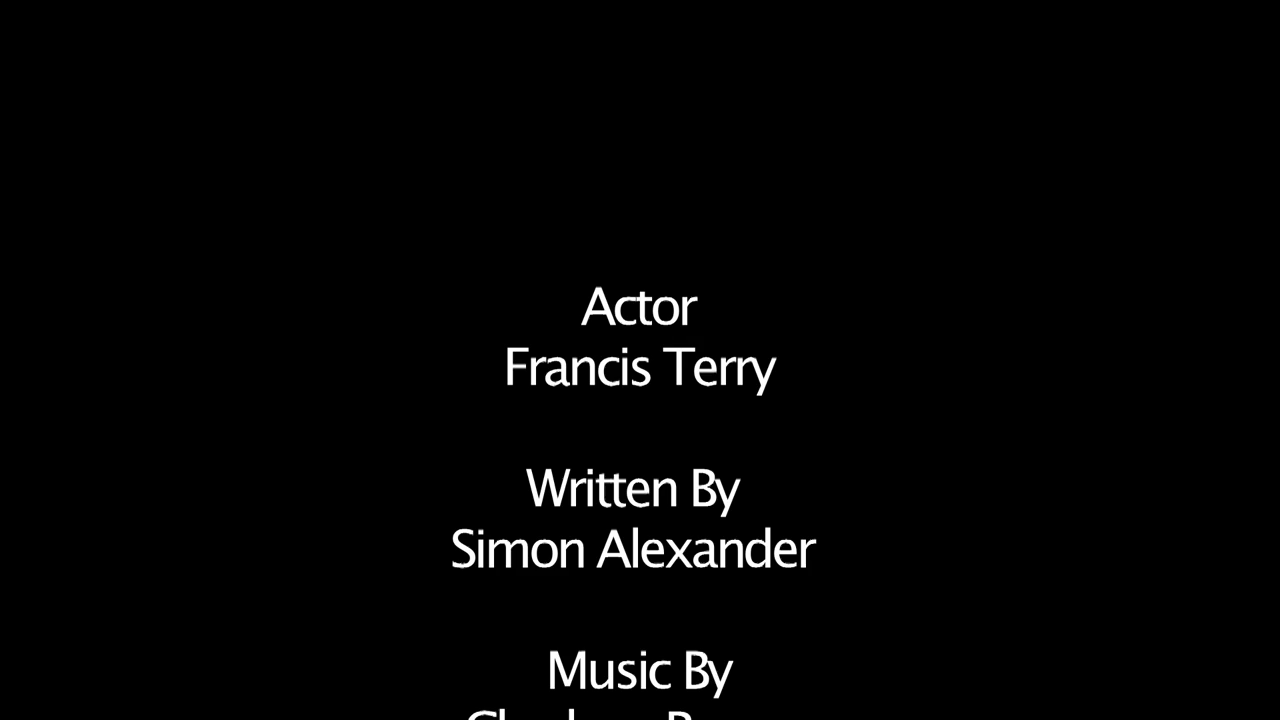 Actor
Francis Terry
Written By
Simon Alexander
Music By